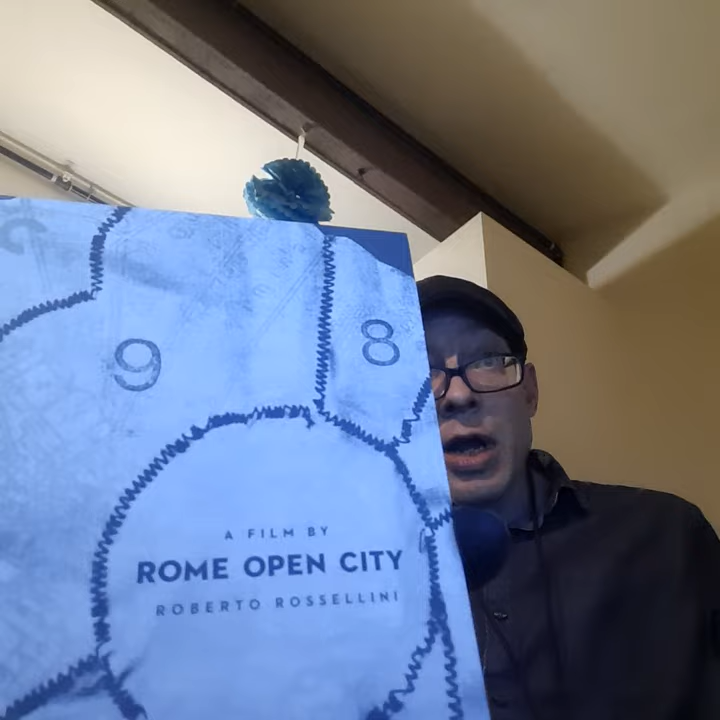 9
8
A FILM BY
ROME OPEN CITY
ROBERTO ROSSELLINI